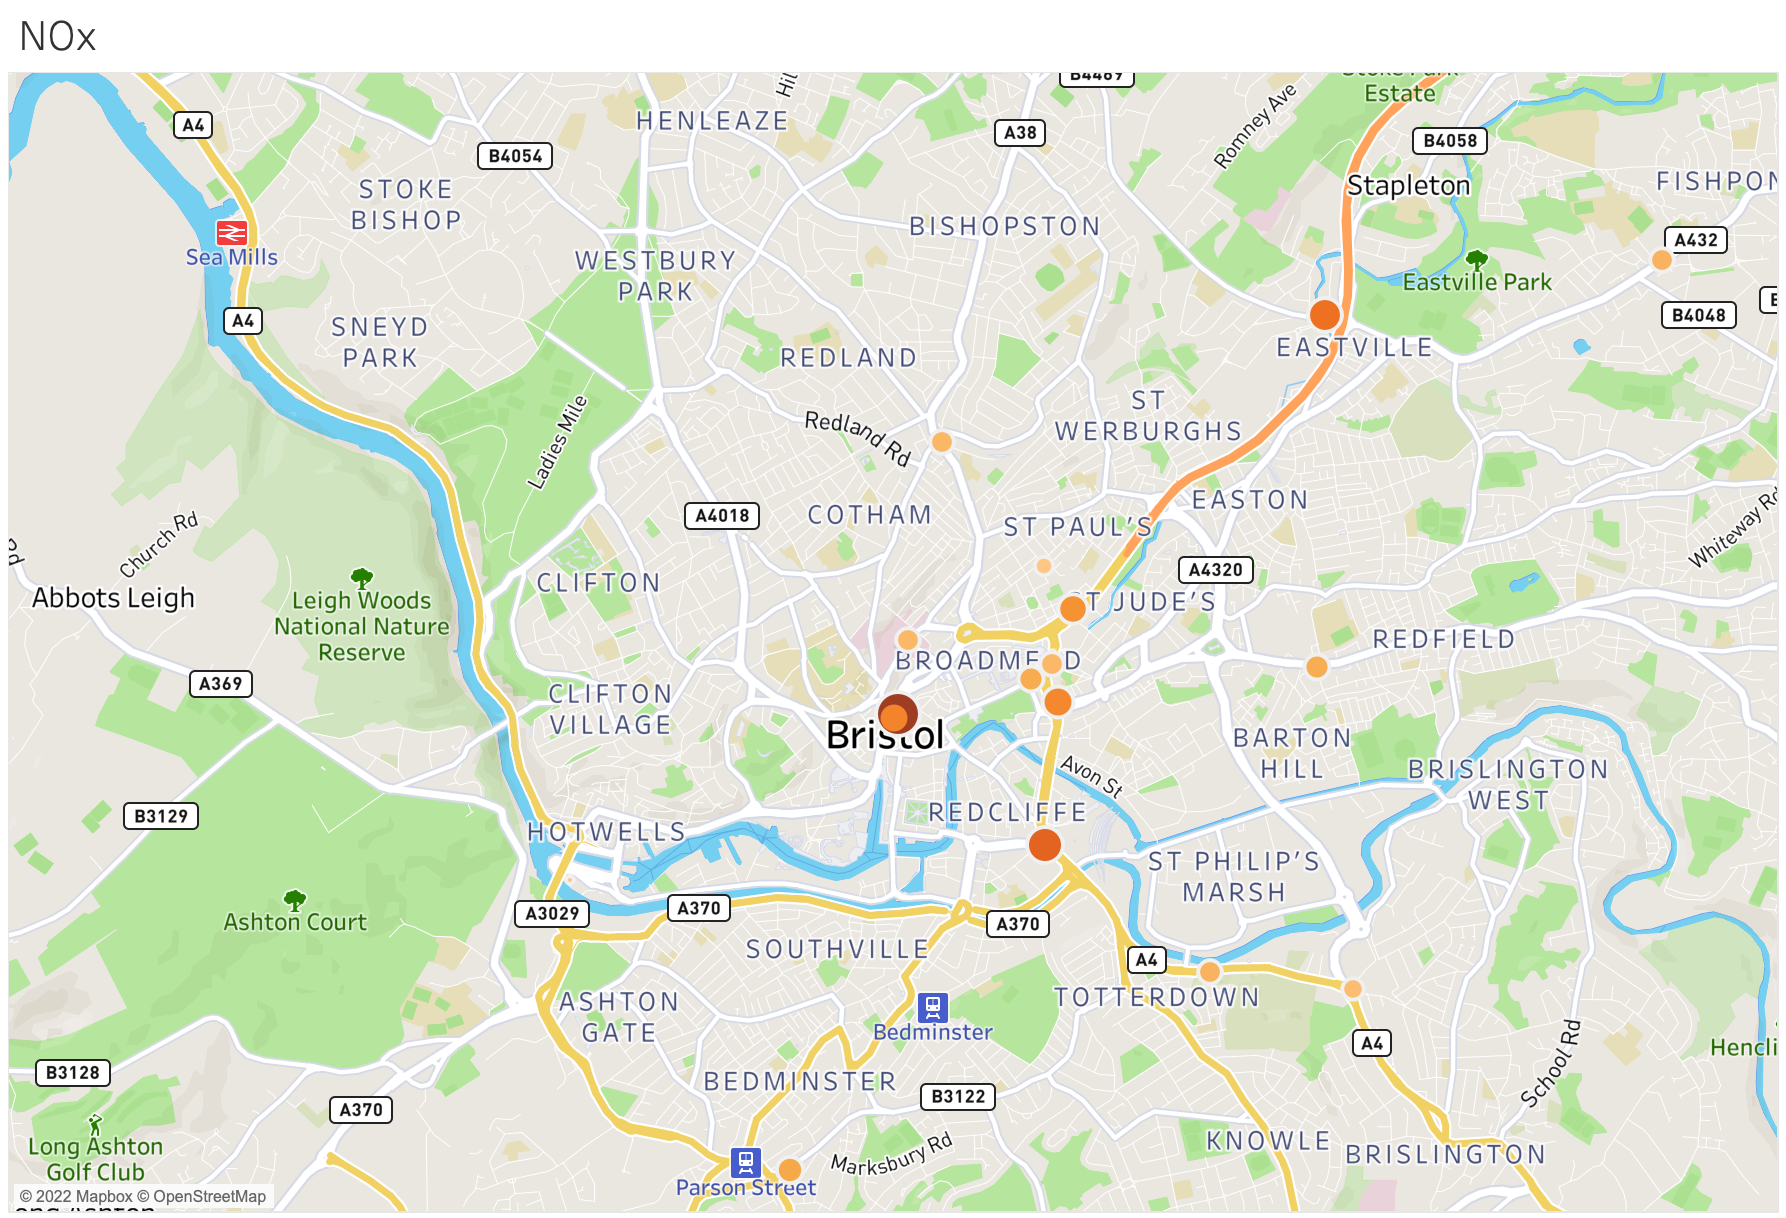 NOx
B4469
Hil
Stoke Park
Estate
A4
HENLEAZE
A38
Romney Ave
B4058
B4054
STOKE
BISHOP
Stapleton
FISHPON
BISHOPSTON
A432
Sea Mills
WESTBURY
PARK
Eastville Park
A4
B4048
SNEYD
PARK
REDLAND
EASTVILLE
Ladies Mile
Redland Rd
ST
WERBURGHS
Church Rd
A4018
COTHAM
ST PAUL'S
EASTON
Whiteway Rd
Rd
Abbots Leigh
Leigh Woods
National Nature
Reserve
CLIFTON
A4320
ST JUDE'S
REDFIELD
A369
BROADMEAD
CLIFTON
VILLAGE
Bristol
BARTON
HILL
Avon St
BRISLINGTON
WEST
B3129
HOTWELLS
REDCLIFFE
ST PHILIP'S
MARSH
Ashton Court
A3029
A370
A370
SOUTHVILLE
A4
ASHTON
GATE
Bedminster
TOTTERDOWN
A4
School Rd
Hencli
B3128
BEDMINSTER
B3122
A370
Long Ashton
Golf Club
Marksbury Rd
KNOWLE
BRISLINGTON
Parson Street
© 2022 Mapbox © OpenStreetMap